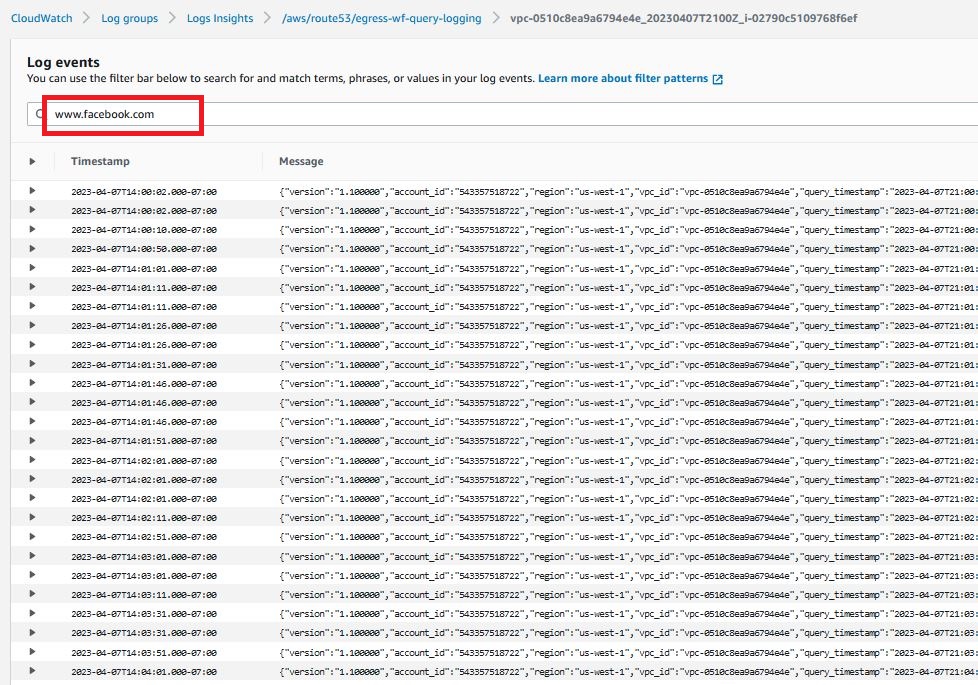 CloudWatch > Log groups > Logs Insights > /aws/route53/egress-wf-query-logging > vpc-0510c8ea9a6794e4e_20230407T2100Z_i-02790c5109768f6ef
Log events
You can use the filter bar below to search for and match terms, phrases, or values in your log events. Learn more about filter patterns
www.facebook.com
Timestamp Message
2023-04-07T14:00:02.000-07:00 {"version":"1.100000","account_id":"543357518722","region":"us-west-1","vpc_id":"vpc-0510c8ea9a6794e4e","query_timestamp":"2023-04-07T21:00:
2023-04-07T14:00:02.000-07:00 {"version":"1.100000","account_id":"543357518722","region":"us-west-1","vpc_id":"vpc-0510c8ea9a6794e4e","query_timestamp":"2023-04-07T21:00:
2023-04-07T14:00:10.000-07:00 {"version":"1.100000","account_id":"543357518722","region":"us-west-1","vpc_id":"vpc-0510c8ea9a6794e4e","query_timestamp":"2023-04-07T21:00:
2023-04-07T14:00:50.000-07:00 {"version":"1.100000","account_id":"543357518722","region":"us-west-1","vpc_id":"vpc-0510c8ea9a6794e4e","query_timestamp":"2023-04-07T21:00:
2023-04-07T14:01:01.000-07:00 {"version":"1.100000","account_id":"543357518722","region":"us-west-1","vpc_id":"vpc-0510c8ea9a6794e4e","query_timestamp":"2023-04-07T21:01:
2023-04-07T14:01:11.000-07:00 {"version":"1.100000","account_id":"543357518722","region":"us-west-1","vpc_id":"vpc-0510c8ea9a6794e4e","query_timestamp":"2023-04-07T21:01:
2023-04-07T14:01:11.000-07:00 {"version":"1.100000","account_id":"543357518722","region":"us-west-1","vpc_id":"vpc-0510c8ea9a6794e4e","query_timestamp":"2023-04-07T21:01:
2023-04-07T14:01:26.000-07:00 {"version":"1.100000","account_id":"543357518722","region":"us-west-1","vpc_id":"vpc-0510c8ea9a6794e4e","query_timestamp":"2023-04-07T21:01:
2023-04-07T14:01:26.000-07:00 {"version":"1.100000","account_id":"543357518722","region":"us-west-1","vpc_id":"vpc-0510c8ea9a6794e4e","query_timestamp":"2023-04-07T21:01:
2023-04-07T14:01:31.000-07:00 {"version":"1.100000","account_id":"543357518722","region":"us-west-1","vpc_id":"vpc-0510c8ea9a6794e4e","query_timestamp":"2023-04-07T21:01:
2023-04-07T14:01:46.000-07:00 {"version":"1.100000","account_id":"543357518722","region":"us-west-1","vpc_id":"vpc-0510c8ea9a6794e4e","query_timestamp":"2023-04-07T21:01:
2023-04-07T14:01:46.000-07:00 {"version":"1.100000","account_id":"543357518722","region":"us-west-1","vpc_id":"vpc-0510c8ea9a6794e4e","query_timestamp":"2023-04-07T21:01:
2023-04-07T14:01:46.000-07:00 {"version":"1.100000","account_id":"543357518722","region":"us-west-1","vpc_id":"vpc-0510c8ea9a6794e4e","query_timestamp":"2023-04-07T21:01:
2023-04-07T14:01:51.000-07:00 {"version":"1.100000","account_id":"543357518722","region":"us-west-1","vpc_id":"vpc-0510c8ea9a6794e4e","query_timestamp":"2023-04-07T21:01:
2023-04-07T14:02:01.000-07:00 {"version":"1.100000","account_id":"543357518722","region":"us-west-1","vpc_id":"vpc-0510c8ea9a6794e4e","query_timestamp":"2023-04-07T21:02:
2023-04-07T14:02:01.000-07:00 {"version":"1.100000","account_id":"543357518722","region":"us-west-1","vpc_id":"vpc-0510c8ea9a6794e4e","query_timestamp":"2023-04-07T21:02:
2023-04-07T14:02:01.000-07:00 {"version":"1.100000","account_id":"543357518722","region":"us-west-1","vpc_id":"vpc-0510c8ea9a6794e4e","query_timestamp":"2023-04-07T21:02:
2023-04-07T14:02:11.000-07:00 {"version":"1.100000","account_id":"543357518722","region":"us-west-1","vpc_id":"vpc-0510c8ea9a6794e4e","query_timestamp":"2023-04-07T21:02:
2023-04-07T14:02:51.000-07:00 {"version":"1.100000","account_id":"543357518722","region":"us-west-1","vpc_id":"vpc-0510c8ea9a6794e4e","query_timestamp":"2023-04-07T21:02:
2023-04-07T14:03:01.000-07:00 {"version":"1.100000","account_id":"543357518722","region":"us-west-1","vpc_id":"vpc-0510c8ea9a6794e4e","query_timestamp":"2023-04-07T21:03:
2023-04-07T14:03:01.000-07:00 {"version":"1.100000","account_id":"543357518722","region":"us-west-1","vpc_id":"vpc-0510c8ea9a6794e4e","query_timestamp":"2023-04-07T21:03:
2023-04-07T14:03:11.000-07:00 {"version":"1.100000","account_id":"543357518722","region":"us-west-1","vpc_id":"vpc-0510c8ea9a6794e4e","query_timestamp":"2023-04-07T21:03:
2023-04-07T14:03:31.000-07:00 {"version":"1.100000","account_id":"543357518722","region":"us-west-1","vpc_id":"vpc-0510c8ea9a6794e4e","query_timestamp":"2023-04-07T21:03:
2023-04-07T14:03:31.000-07:00 {"version":"1.100000","account_id":"543357518722","region":"us-west-1","vpc_id":"vpc-0510c8ea9a6794e4e","query_timestamp":"2023-04-07T21:03:
2023-04-07T14:03:51.000-07:00 {"version":"1.100000","account_id":"543357518722","region":"us-west-1","vpc_id":"vpc-0510c8ea9a6794e4e","query_timestamp":"2023-04-07T21:03:
2023-04-07T14:04:01.000-07:00 {"version":"1.100000","account_id":"543357518722","region":"us-west-1","vpc_id":"vpc-0510c8ea9a6794e4e","query_timestamp":"2023-04-07T21:04: